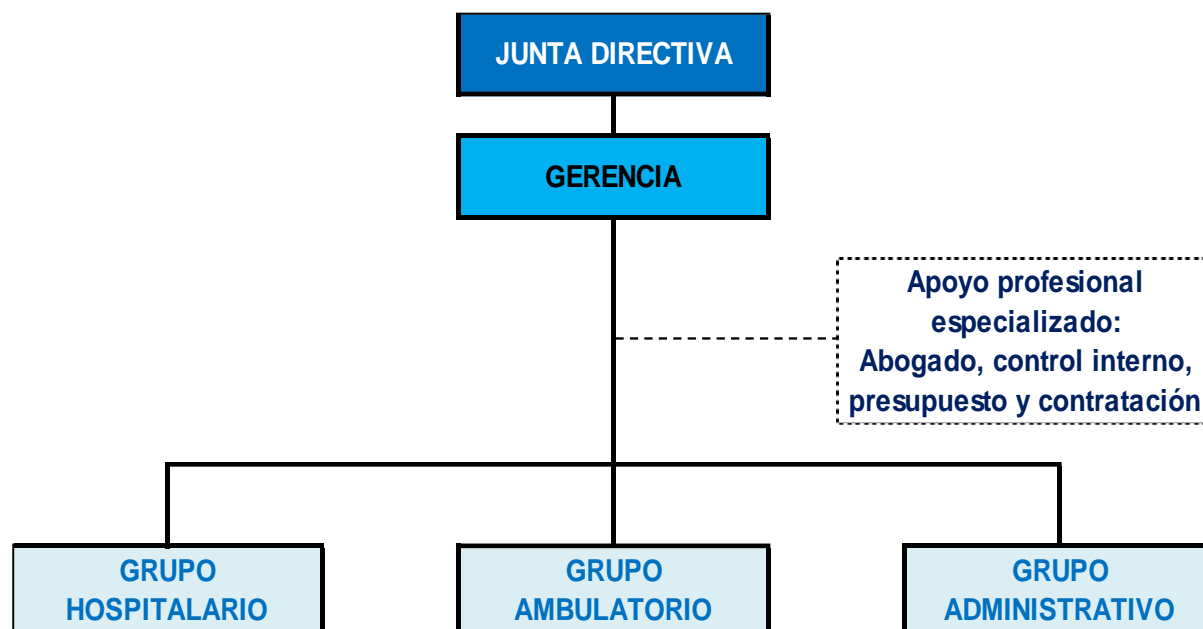 JUNTA DIRECTIVA
GERENCIA
Apoyo profesional
especializado:
Abogado, control interno,
presupuesto y contratación
GRUPO
HOSPITALARIO
GRUPO
AMBULATORIO
GRUPO
ADMINISTRATIVO